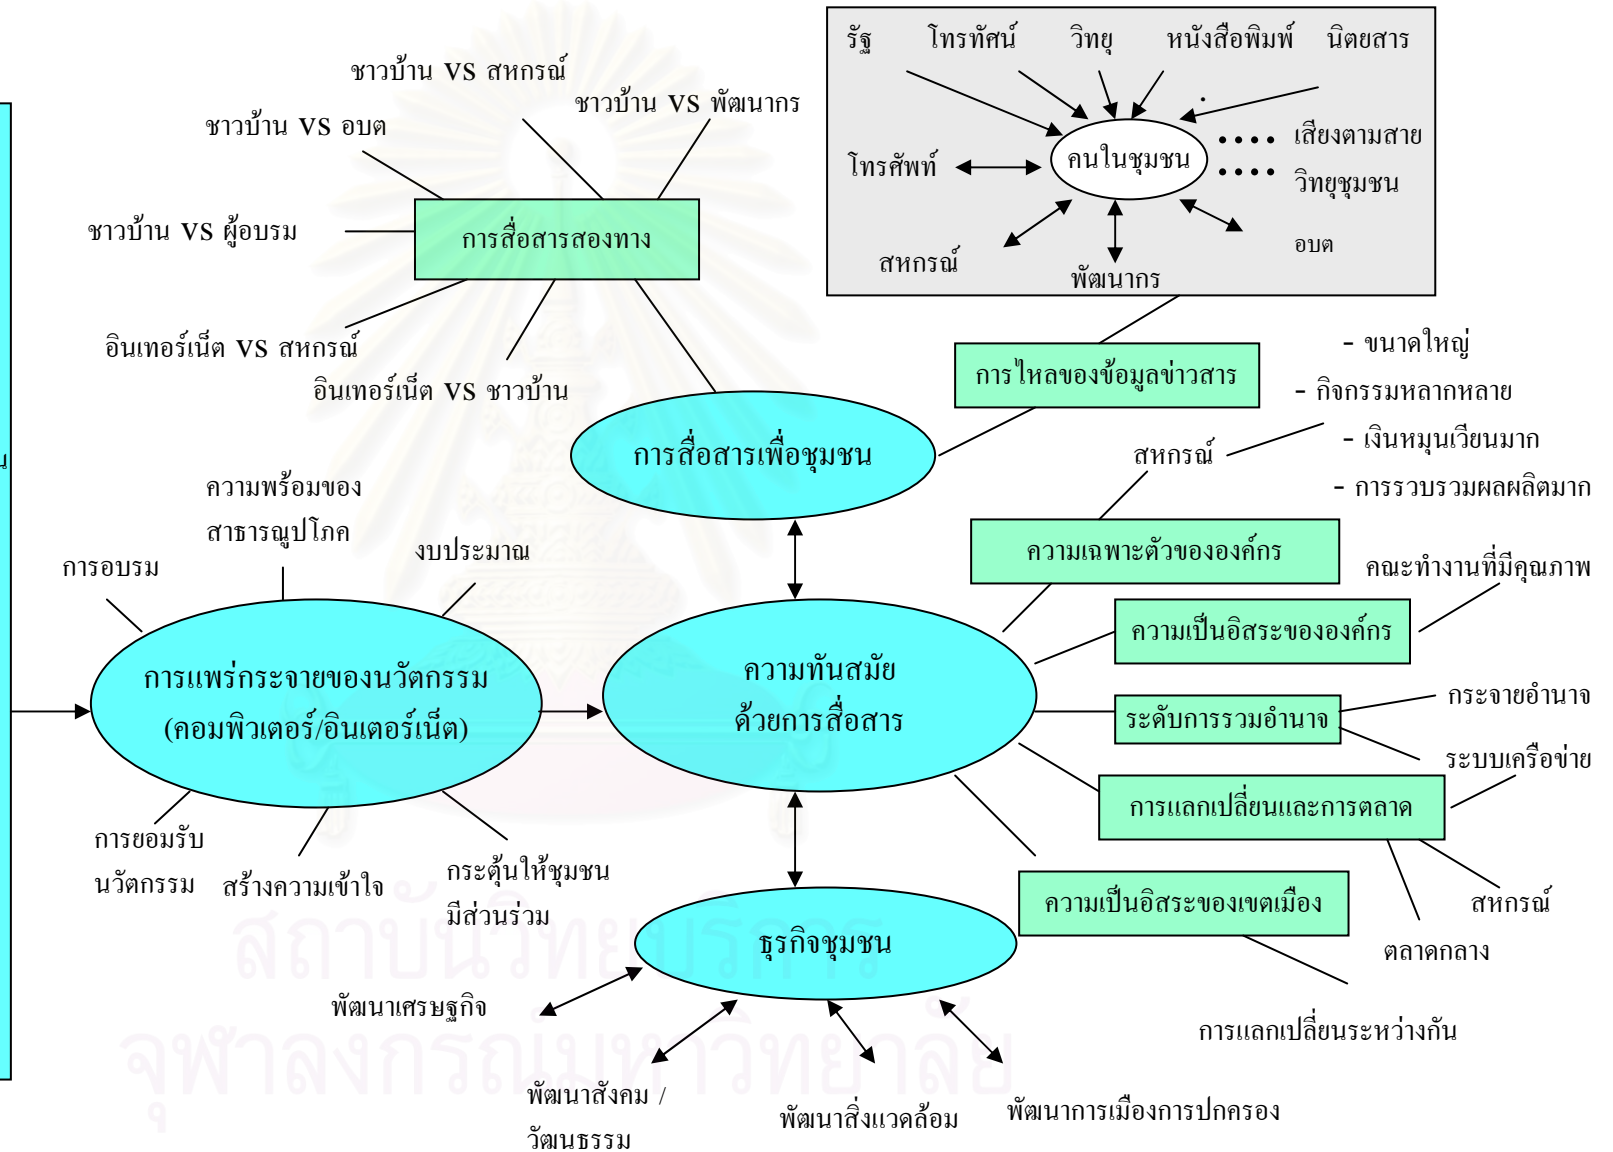 รัฐ โทรทัศน์ วิทยุ หนังสือพิมพ์ นิตยสาร
ชาวบ้าน VS สหกรณ์
ชาวบ้าน VS พัฒนากร
ชาวบ้าน VS อบต
เสียงตามสาย
คนในชุมชน
โทรศัพท์
วิทยุชุมชน
ชาวบ้าน VS ผู้อบรม
การสื่อสารสองทาง
อบต
สหกรณ์
พัฒนากร
อินเทอร์เน็ต VS สหกรณ์
- ขนาดใหญ่
การไหลของข้อมูลข่าวสาร
อินเทอร์เน็ต VS ชาวบ้าน
- กิจกรรมหลากหลาย
- เงินหมุนเวียนมาก
การสื่อสารเพื่อชุมชน
สหกรณ์
- การรวบรวมผลผลิตมาก
ความพร้อมของ
สาธารณูปโภค
งบประมาณ
ความเฉพาะตัวขององค์กร
การอบรม
คณะทำงานที่มีคุณภาพ
ความเป็นอิสระขององค์กร
การแพร่กระจายของนวัตกรรม
(คอมพิวเตอร์/อินเตอร์เน็ต)
ความทันสมัย
ด้วยการสื่อสาร
กระจายอำนาจ
ระดับการรวมอำนาจ
ระบบเครือข่าย
การแลกเปลี่ยนและการตลาด
การยอมรับ
นวัตกรรม
สร้างความเข้าใจ
กระตุ้นให้ชุมชน
มีส่วนร่วม
ความเป็นอิสระของเขตเมือง
สหกรณ์
ธุรกิจชุมชน
ตลาดกลาง
พัฒนาเศรษฐกิจ
การแลกเปลี่ยนระหว่างกัน
พัฒนาสังคม /
วัฒนธรรม
พัฒนาสิ่งแวดล้อม
พัฒนาการเมืองการปกครอง
สถาบันวิทยบริการ
จุฬาลงกรณ์มหาวิทยาลัย